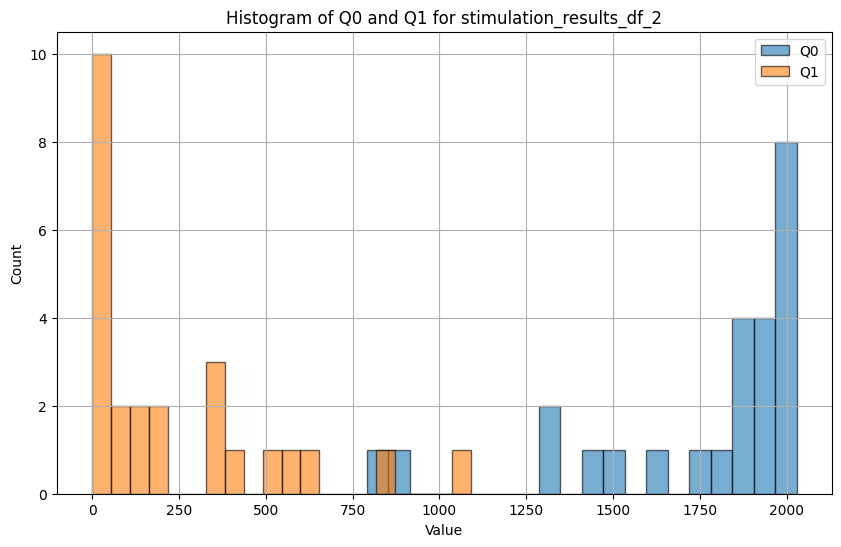 Histogram of Q0 and Q1 for stimulation_results_df_2
Q0
Q1
10
8
6
4
2
0
Count
0 250 500 750 1000 1250 1500 1750 2000
Value